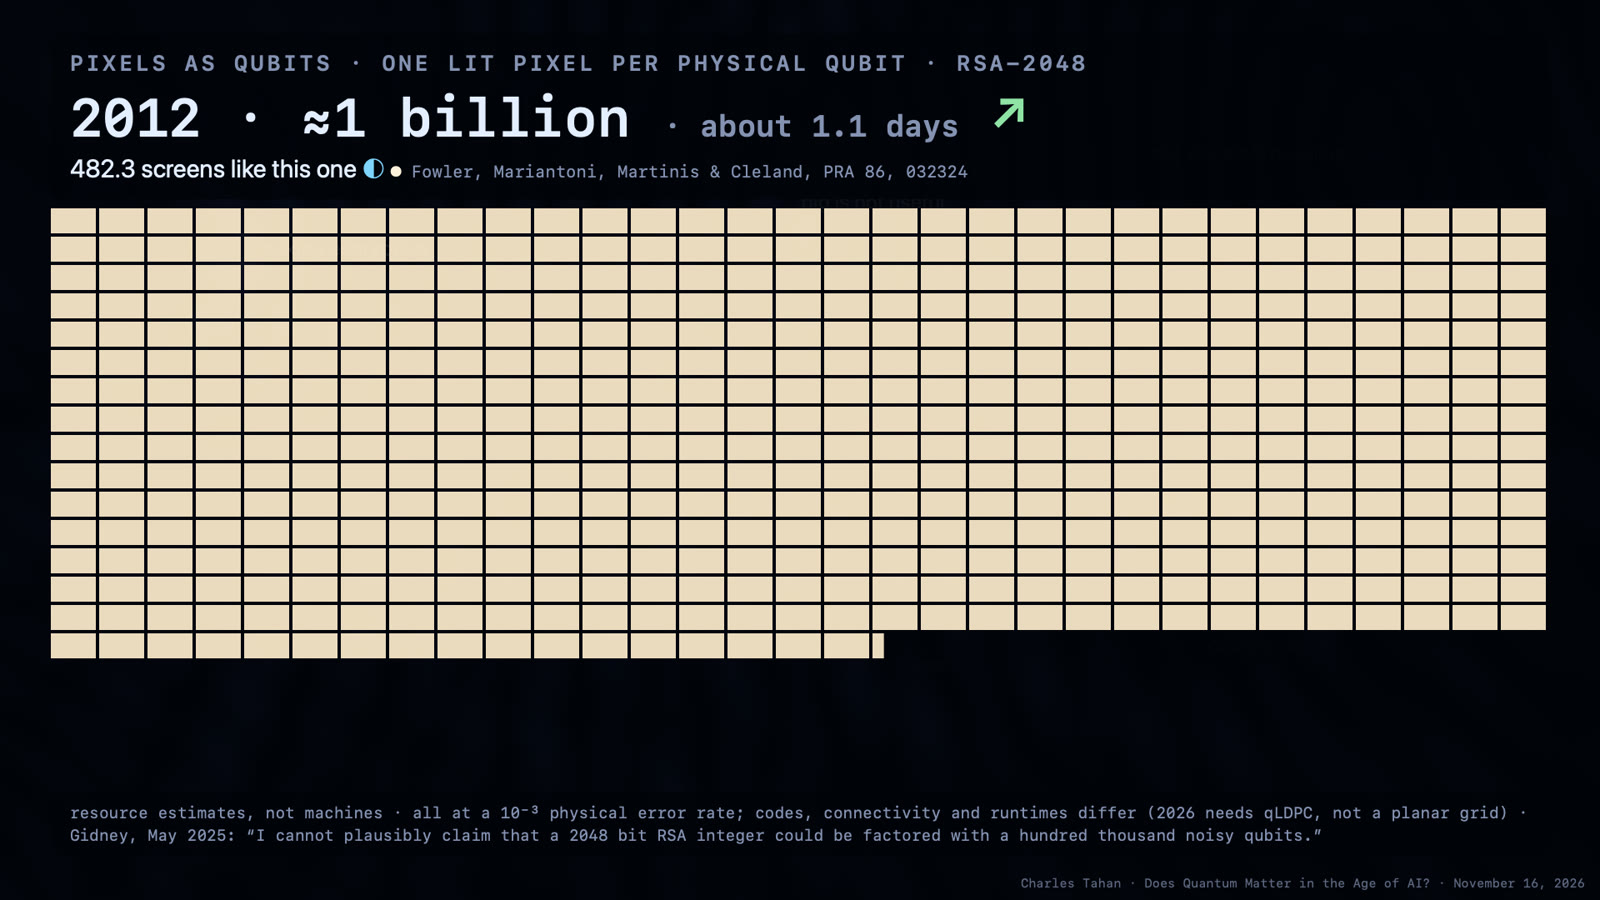 PIXELS AS QUBITS · ONE LIT PIXEL PER PHYSICAL QUBIT · RSA-2048
2012 · ≈1 billion · about 1.1 days ↗
482.3 screens like this one Fowler, Mariantoni, Martinis & Cleland, PRA 86, 032324
resource estimates, not machines · all at a 10⁻³ physical error rate; codes, connectivity and runtimes differ (2026 needs qLDPC, not a planar grid) ·
Gidney, May 2025: “I cannot plausibly claim that a 2048 bit RSA integer could be factored with a hundred thousand noisy qubits.”
Charles Tahan · Does Quantum Matter in the Age of AI? · November 16, 2026